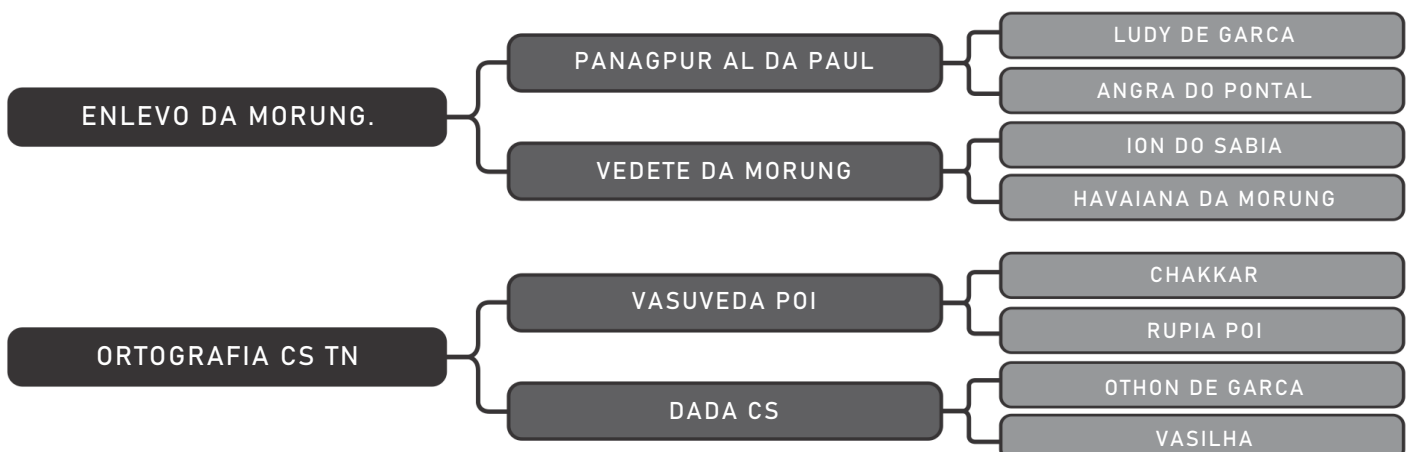 ENLEVO DA MORUNG.
PANAGPUR AL DA PAUL
LUDY DE GARCA
ANGRA DO PONTAL
VEDETE DA MORUNG
ION DO SABIA
HAVAIANA DA MORUNG
ORTOGRAFIA CS TN
VASUVEDA POI
CHAKKAR
RUPIA POI
DADA CS
OTHON DE GARCA
VASILHA